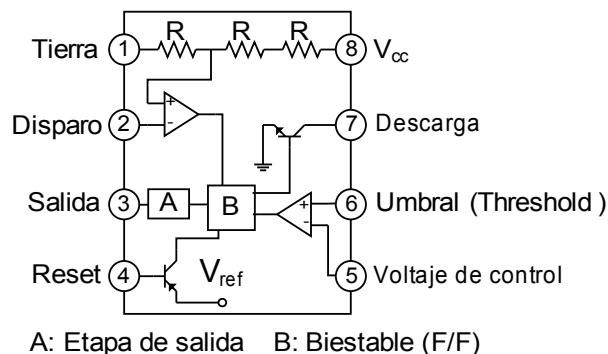 R R R
Tierra 1 8 Vcc
+
Disparo 2 - 7 Descarga
Salida 3 A B + 6 Umbral (Threshold )
-
Reset 4 Vref 5 Voltaje de control
A: Etapa de salida B: Biestable (F/F)